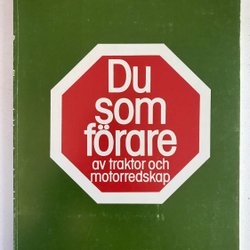 Du
som
förare
av traktor och
motorredskap